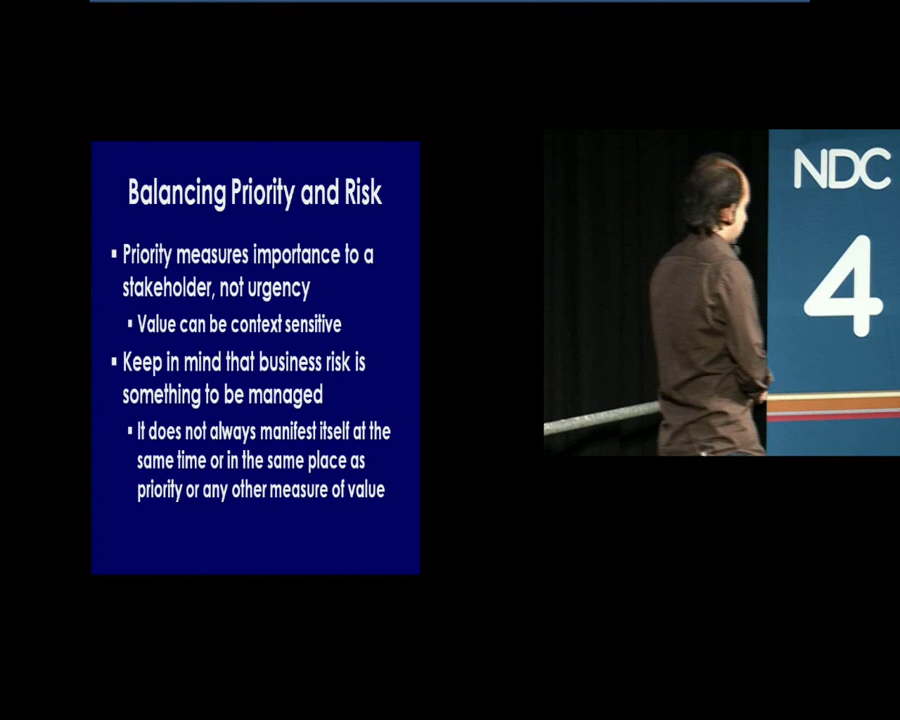 Balancing Priority and Risk
▪ Priority measures importance to a
stakeholder, not urgency
▪ Value can be context sensitive
▪ Keep in mind that business risk is
something to be managed
▪ It does not always manifest itself at the
same time or in the same place as
priority or any other measure of value
NDC
4